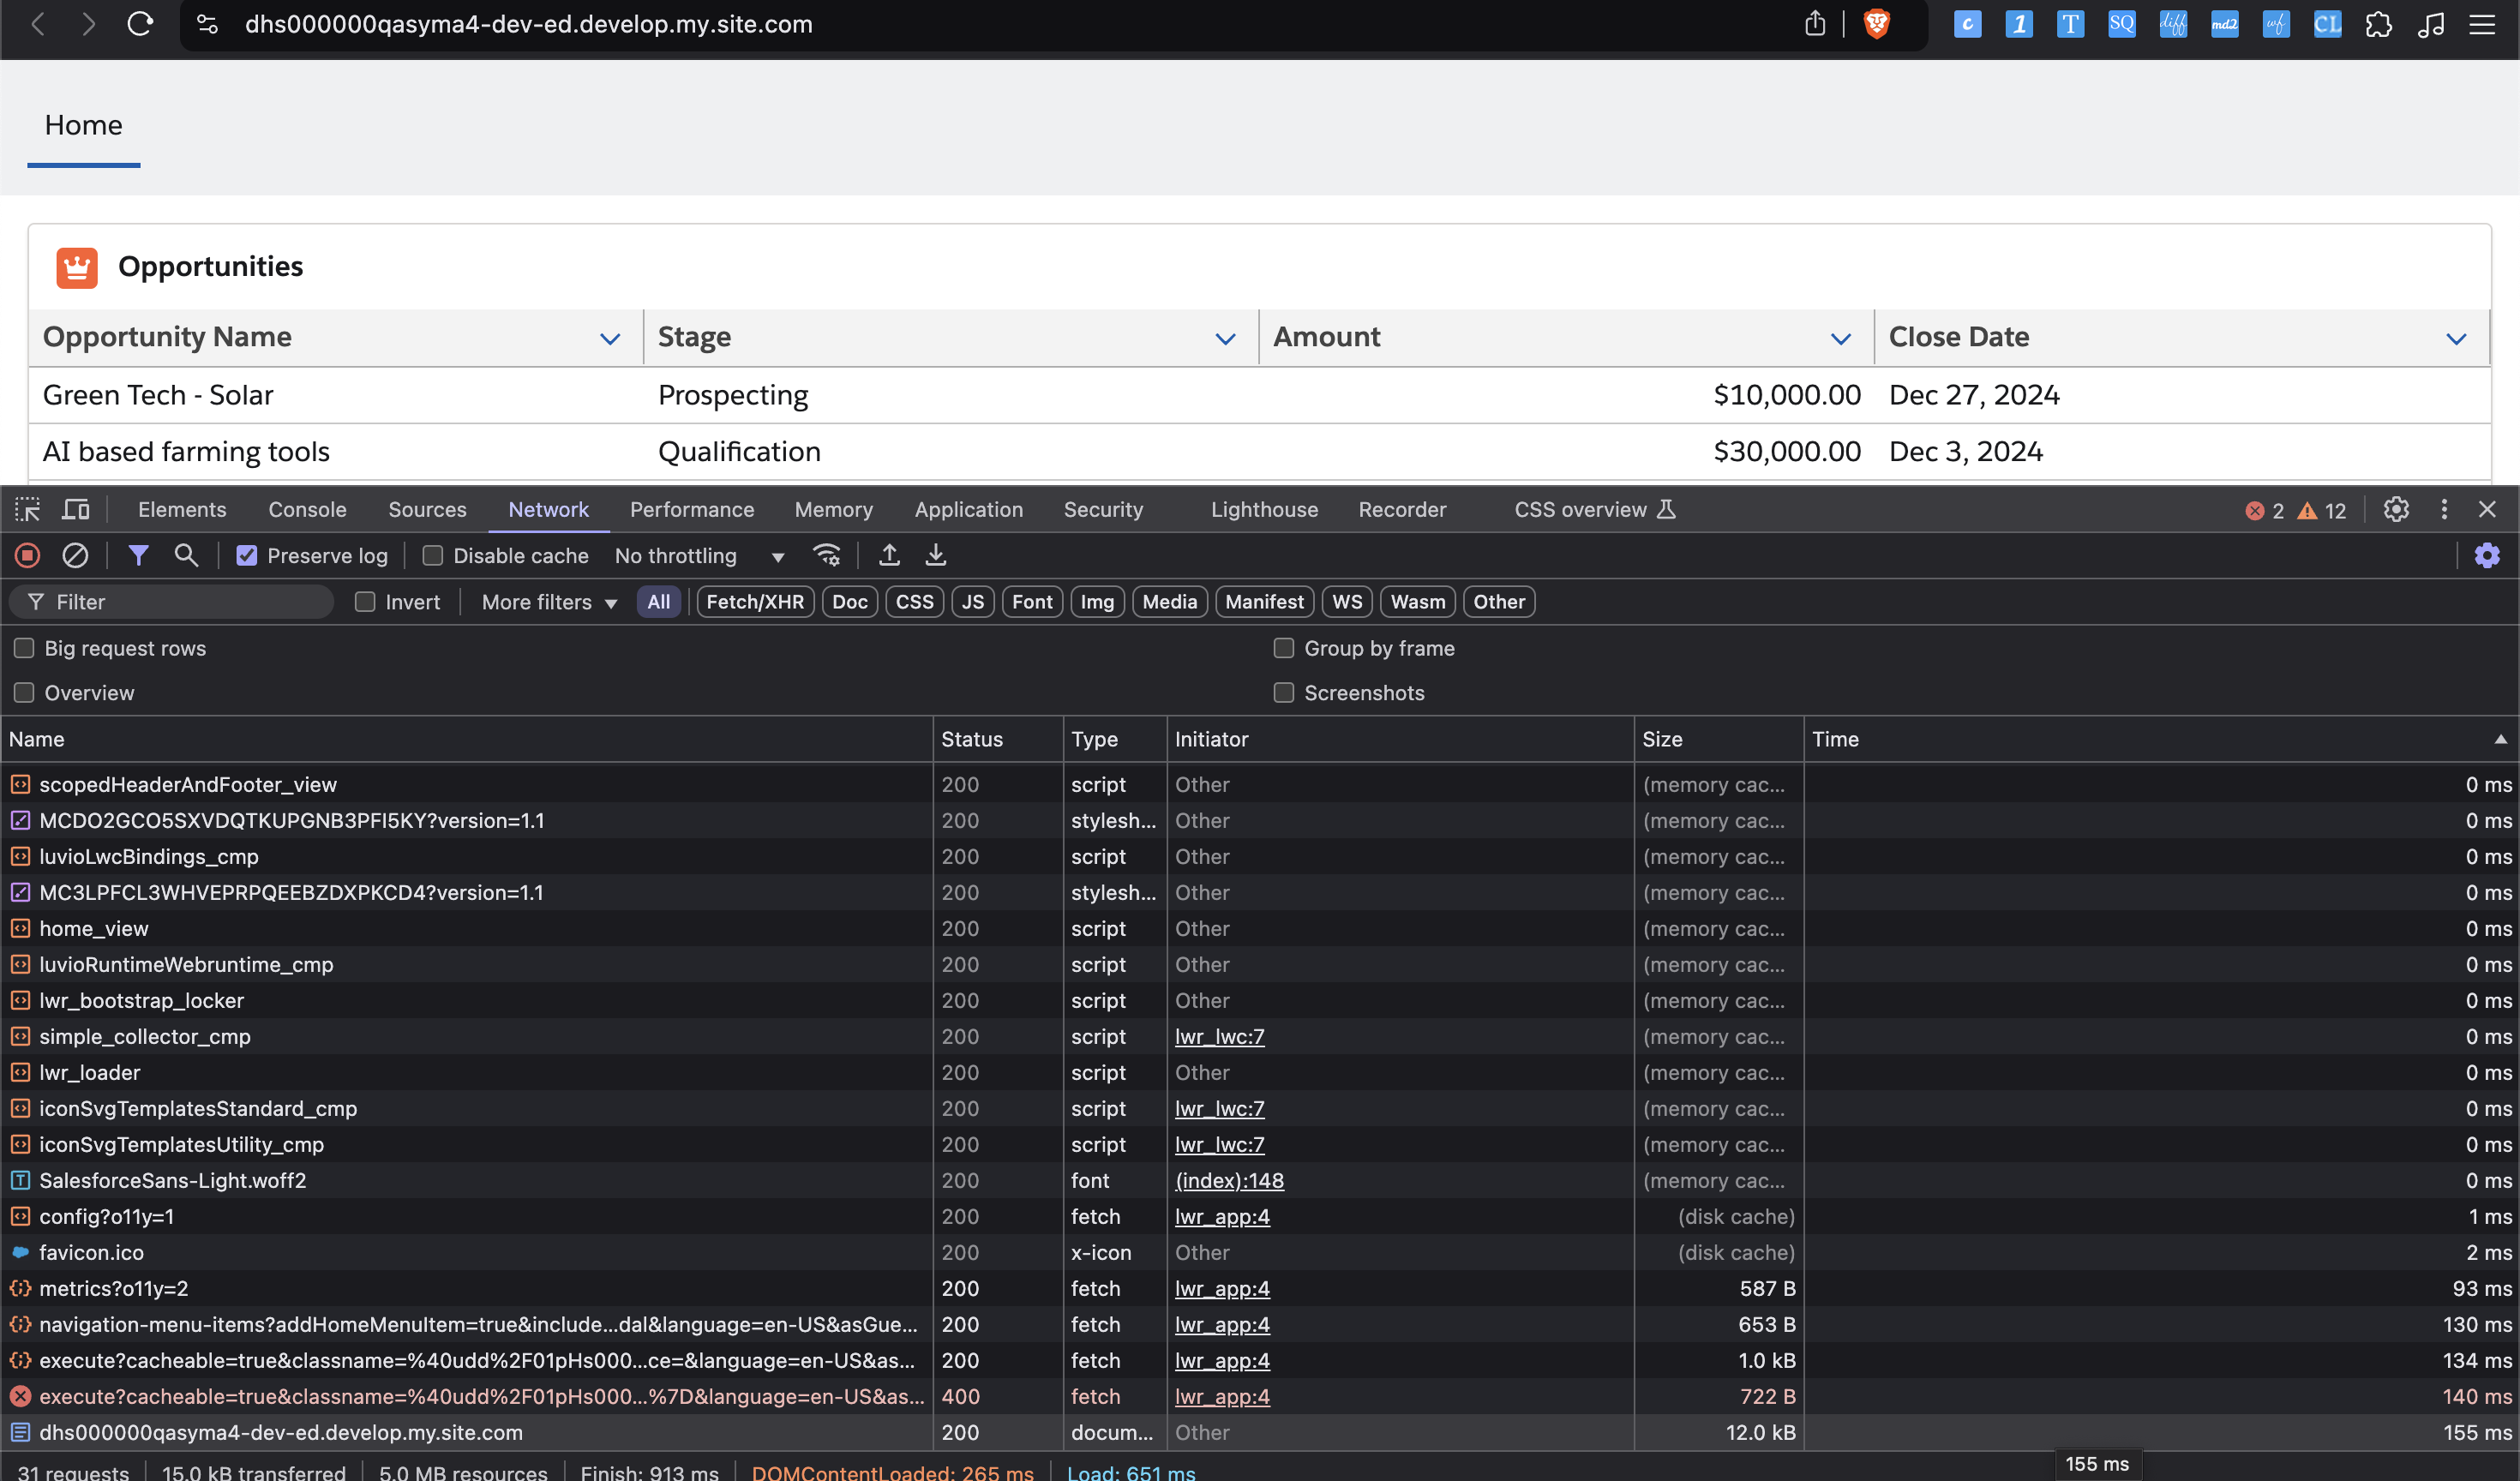 dhs000000qasyma4-dev-ed.develop.my.site.com
c 1 T SQ diff md2 wf CL
Home
Opportunities
Opportunity Name Stage Amount Close Date
Green Tech - Solar Prospecting $10,000.00 Dec 27, 2024
AI based farming tools Qualification $30,000.00 Dec 3, 2024
Elements Console Sources Network Performance Memory Application Security Lighthouse Recorder CSS overview 2 12
Preserve log Disable cache No throttling
Filter Invert More filters All Fetch/XHR Doc CSS JS Font Img Media Manifest WS Wasm Other
Big request rows Group by frame
Overview Screenshots
Name Status Type Initiator Size Time
scopedHeaderAndFooter_view 200 script Other (memory cac... 0 ms
MCDO2GCO5SXVDQTKUPGNB3PFI5KY?version=1.1 200 stylesh... Other (memory cac... 0 ms
luvioLwcBindings_cmp 200 script Other (memory cac... 0 ms
MC3LPFCL3WHVEPRPQEEBZDXPKCD4?version=1.1 200 stylesh... Other (memory cac... 0 ms
home_view 200 script Other (memory cac... 0 ms
luvioRuntimeWebruntime_cmp 200 script Other (memory cac... 0 ms
lwr_bootstrap_locker 200 script Other (memory cac... 0 ms
simple_collector_cmp 200 script lwr_lwc:7 (memory cac... 0 ms
lwr_loader 200 script Other (memory cac... 0 ms
iconSvgTemplatesStandard_cmp 200 script lwr_lwc:7 (memory cac... 0 ms
iconSvgTemplatesUtility_cmp 200 script lwr_lwc:7 (memory cac... 0 ms
SalesforceSans-Light.woff2 200 font (index):148 (memory cac... 0 ms
config?o11y=1 200 fetch lwr_app:4 (disk cache) 1 ms
favicon.ico 200 x-icon Other (disk cache) 2 ms
metrics?o11y=2 200 fetch lwr_app:4 587 B 93 ms
navigation-menu-items?addHomeMenuItem=true&include...dal&language=en-US&asGue... 200 fetch lwr_app:4 653 B 130 ms
execute?cacheable=true&classname=%40udd%2F01pHs000...ce=&language=en-US&as... 200 fetch lwr_app:4 1.0 kB 134 ms
execute?cacheable=true&classname=%40udd%2F01pHs000...%7D&language=en-US&as... 400 fetch lwr_app:4 722 B 140 ms
dhs000000qasyma4-dev-ed.develop.my.site.com 200 docum... Other 12.0 kB 155 ms
31 requests 15.0 kB transferred 5.0 MB resources Finish: 913 ms DOMContentLoaded: 265 ms Load: 651 ms 155 ms